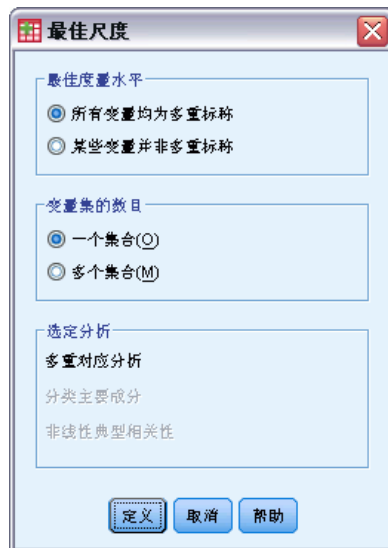 最佳尺度
最佳度量水平
所有变量均为多重标称
某些变量并非多重标称
变量集的数目
一个集合(O)
多个集合(M)
选定分析
多重对应分析
分类主要成分
非线性典型相关性
定义 取消 帮助